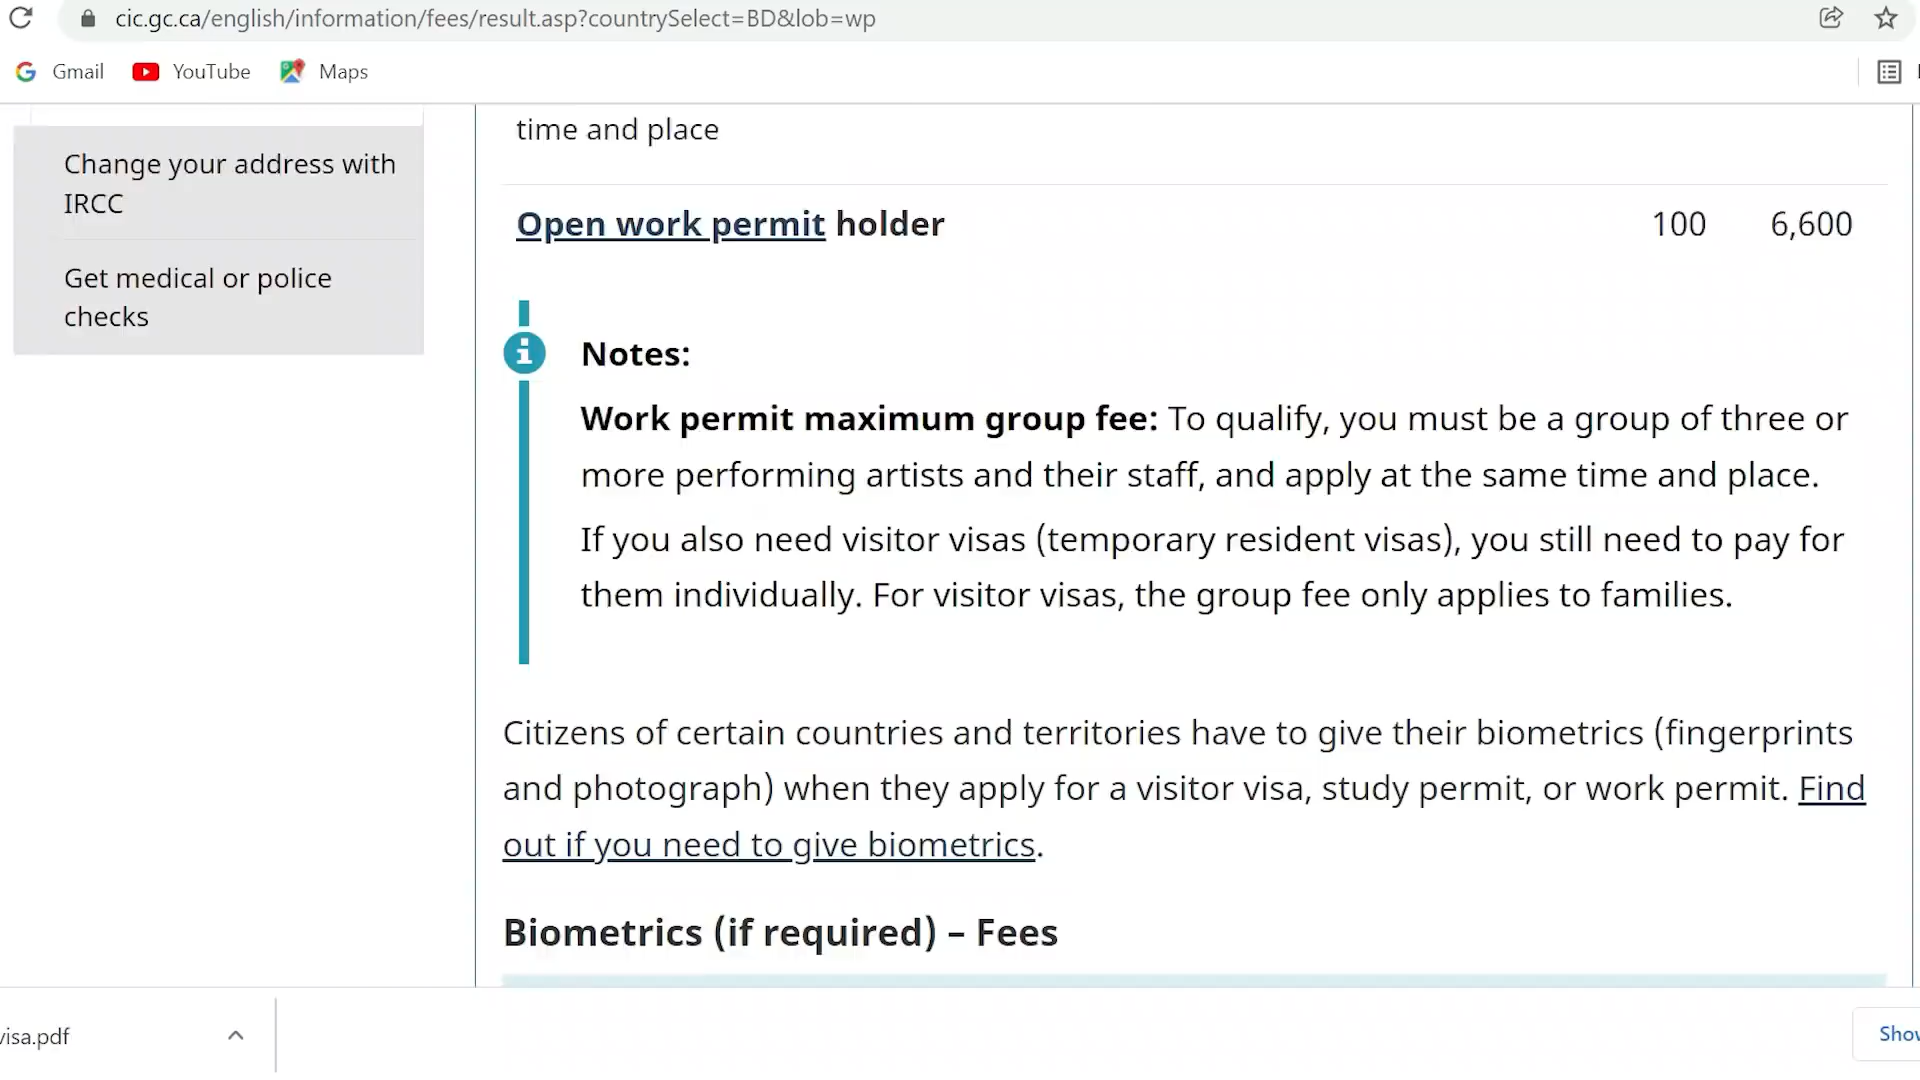 cic.gc.ca/english/information/fees/result.asp?countrySelect=BD&lob=wp
Gmail YouTube Maps
time and place
Change your address with
IRCC
Get medical or police
checks
Open work permit holder 100 6,600
Notes:
Work permit maximum group fee: To qualify, you must be a group of three or
more performing artists and their staff, and apply at the same time and place.
If you also need visitor visas (temporary resident visas), you still need to pay for
them individually. For visitor visas, the group fee only applies to families.
Citizens of certain countries and territories have to give their biometrics (fingerprints
and photograph) when they apply for a visitor visa, study permit, or work permit. Find
out if you need to give biometrics.
Biometrics (if required) – Fees
visa.pdf
Show